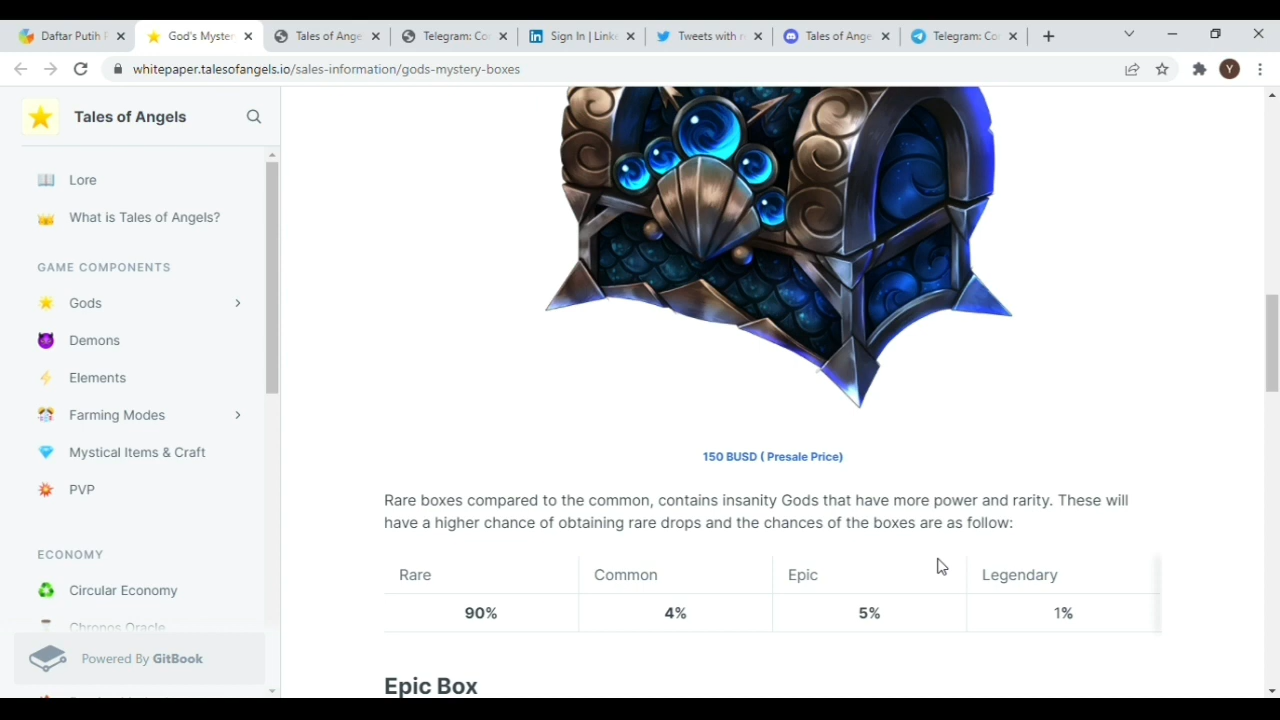 Daftar Putih
God's Myster
Tales of Ange
Telegram: Co
Sign In | Linke
Tweets with
Tales of Ange
Telegram: Co
whitepaper.talesofangels.io/sales-information/gods-mystery-boxes
Y
Tales of Angels
Lore
What is Tales of Angels?
GAME COMPONENTS
Gods
Demons
Elements
Farming Modes
Mystical Items & Craft
PVP
ECONOMY
Circular Economy
Chronos Oracle
Powered By GitBook
150 BUSD ( Presale Price)
Rare boxes compared to the common, contains insanity Gods that have more power and rarity. These will
have a higher chance of obtaining rare drops and the chances of the boxes are as follow:
Rare Common Epic Legendary
90% 4% 5% 1%
Epic Box